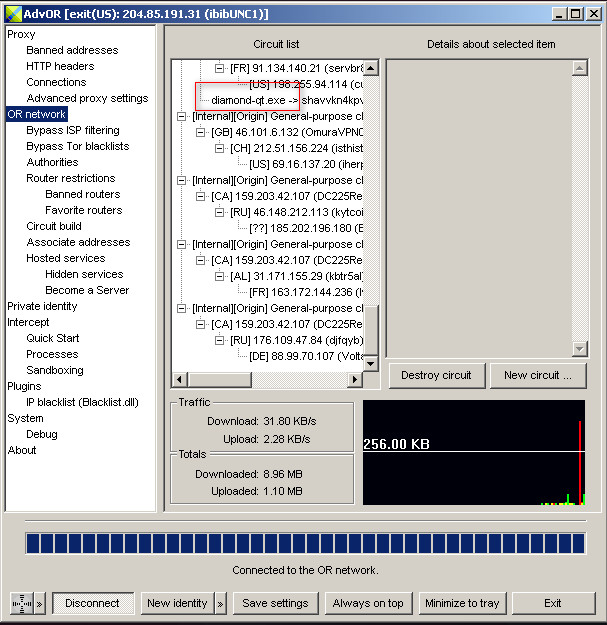 AdvOR [exit(US): 204.85.191.31 (ibibUNC1)]
Proxy
Banned addresses
HTTP headers
Connections
Advanced proxy settings
OR network
Bypass ISP filtering
Bypass Tor blacklists
Authorities
Router restrictions
Banned routers
Favorite routers
Circuit build
Associate addresses
Hosted services
Hidden services
Become a Server
Private identity
Intercept
Quick Start
Processes
Sandboxing
Plugins
IP blacklist (Blacklist.dll)
System
Debug
About
Circuit list
[FR] 91.134.140.21 (servbr8
[US] 198.255.94.114 (cu
diamond-qt.exe -> shavvkn4kpv
[Internal][Origin] General-purpose cl
[GB] 46.101.6.132 (OmuraVPNC
[CH] 212.51.156.224 (isthist
[US] 69.16.137.20 (iherp
[Internal][Origin] General-purpose cl
[CA] 159.203.42.107 (DC225Re
[RU] 46.148.212.113 (kytcoi
[??] 185.202.196.180 (E
[Internal][Origin] General-purpose cl
[CA] 159.203.42.107 (DC225Re
[AL] 31.171.155.29 (kbtr5al)
[FR] 163.172.144.236 (
[Internal][Origin] General-purpose cl
[CA] 159.203.42.107 (DC225Re
[RU] 176.109.47.84 (djfqyb)
[DE] 88.99.70.107 (Volta
Details about selected item
Destroy circuit
New circuit ...
Traffic
Download: 31.80 KB/s
Upload: 2.28 KB/s
Totals
Downloaded: 8.96 MB
Uploaded: 1.10 MB
256.00 KB
Connected to the OR network.
»
Disconnect
New identity
»
Save settings
Always on top
Minimize to tray
Exit